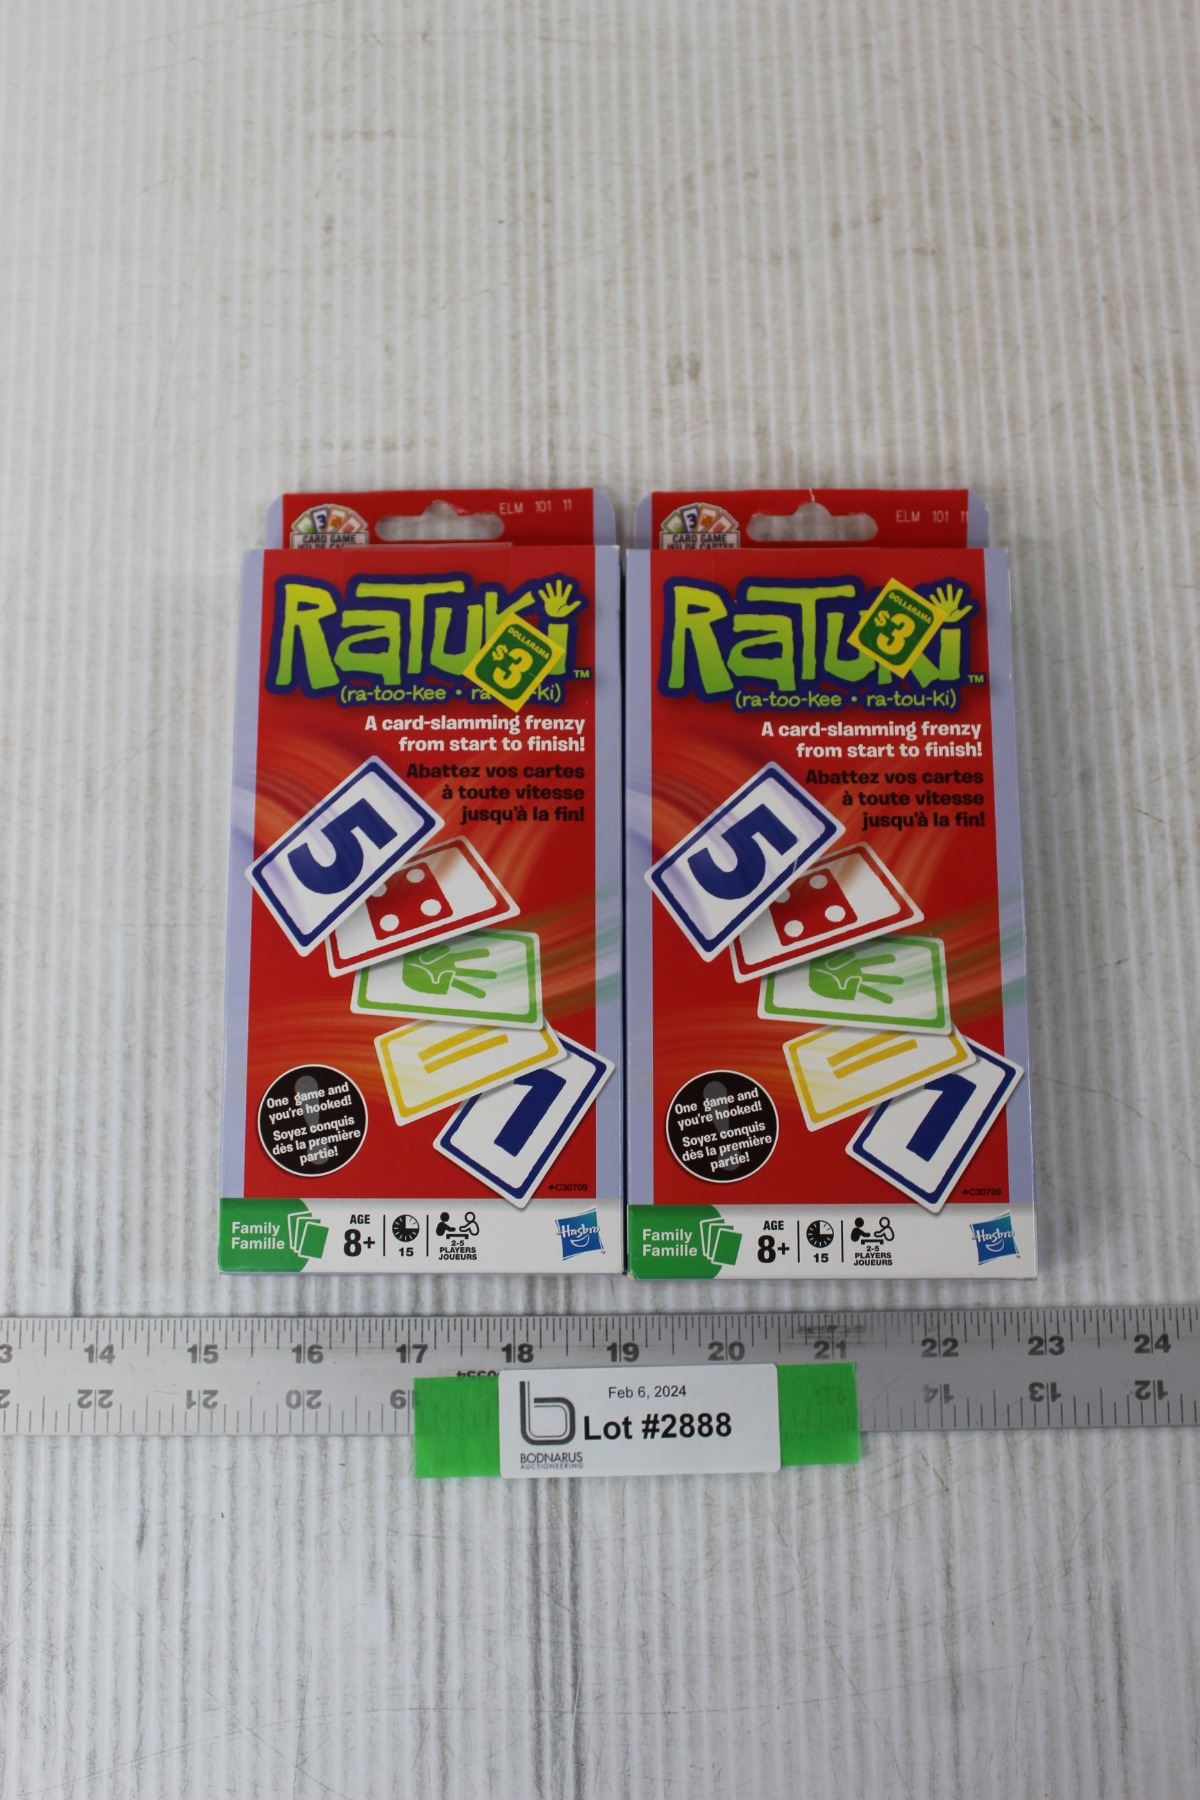 CARD GAME
ELM 101 11
RaTuKi™
DOLLARAMA
$3
(ra-too-kee • ra -ki)
A card-slamming frenzy
from start to finish!
Abattez vos cartes
à toute vitesse
jusqu'à la fin!
5
1
One game and
you're hooked!
Soyez conquis
dès la première
partie!
*C30709
Family
Famille
AGE
8+
15
2-5
PLAYERS
JOUEURS
Hasbro
CARD GAME
JEU DE CARTES
ELM 101 11
RaTuKi™
DOLLARAMA
$3
(ra-too-kee • ra-tou-ki)
A card-slamming frenzy
from start to finish!
Abattez vos cartes
à toute vitesse
jusqu'à la fin!
5
1
One game and
you're hooked!
Soyez conquis
dès la première
partie!
*C30709
Family
Famille
AGE
8+
15
2-5
PLAYERS
JOUEURS
Hasbro
3 14 15 16 17 18 19 20 21 22 23 24
22 21 20 19 15 14 13 12
Feb 6, 2024
Lot #2888
b
BODNARUS
AUCTIONEERING